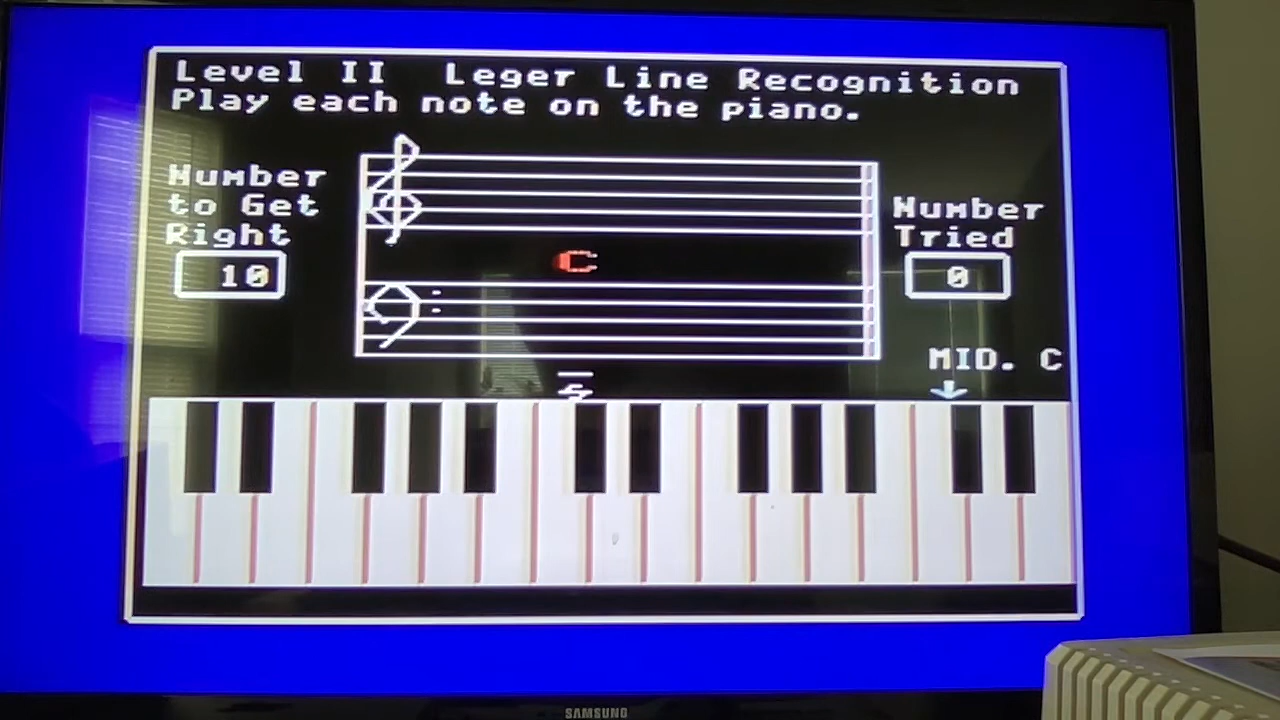 Level II Leger Line Recognition
Play each note on the piano.
Number
to Get
Right
10
C
Number
Tried
0
MID. C
SAMSUNG